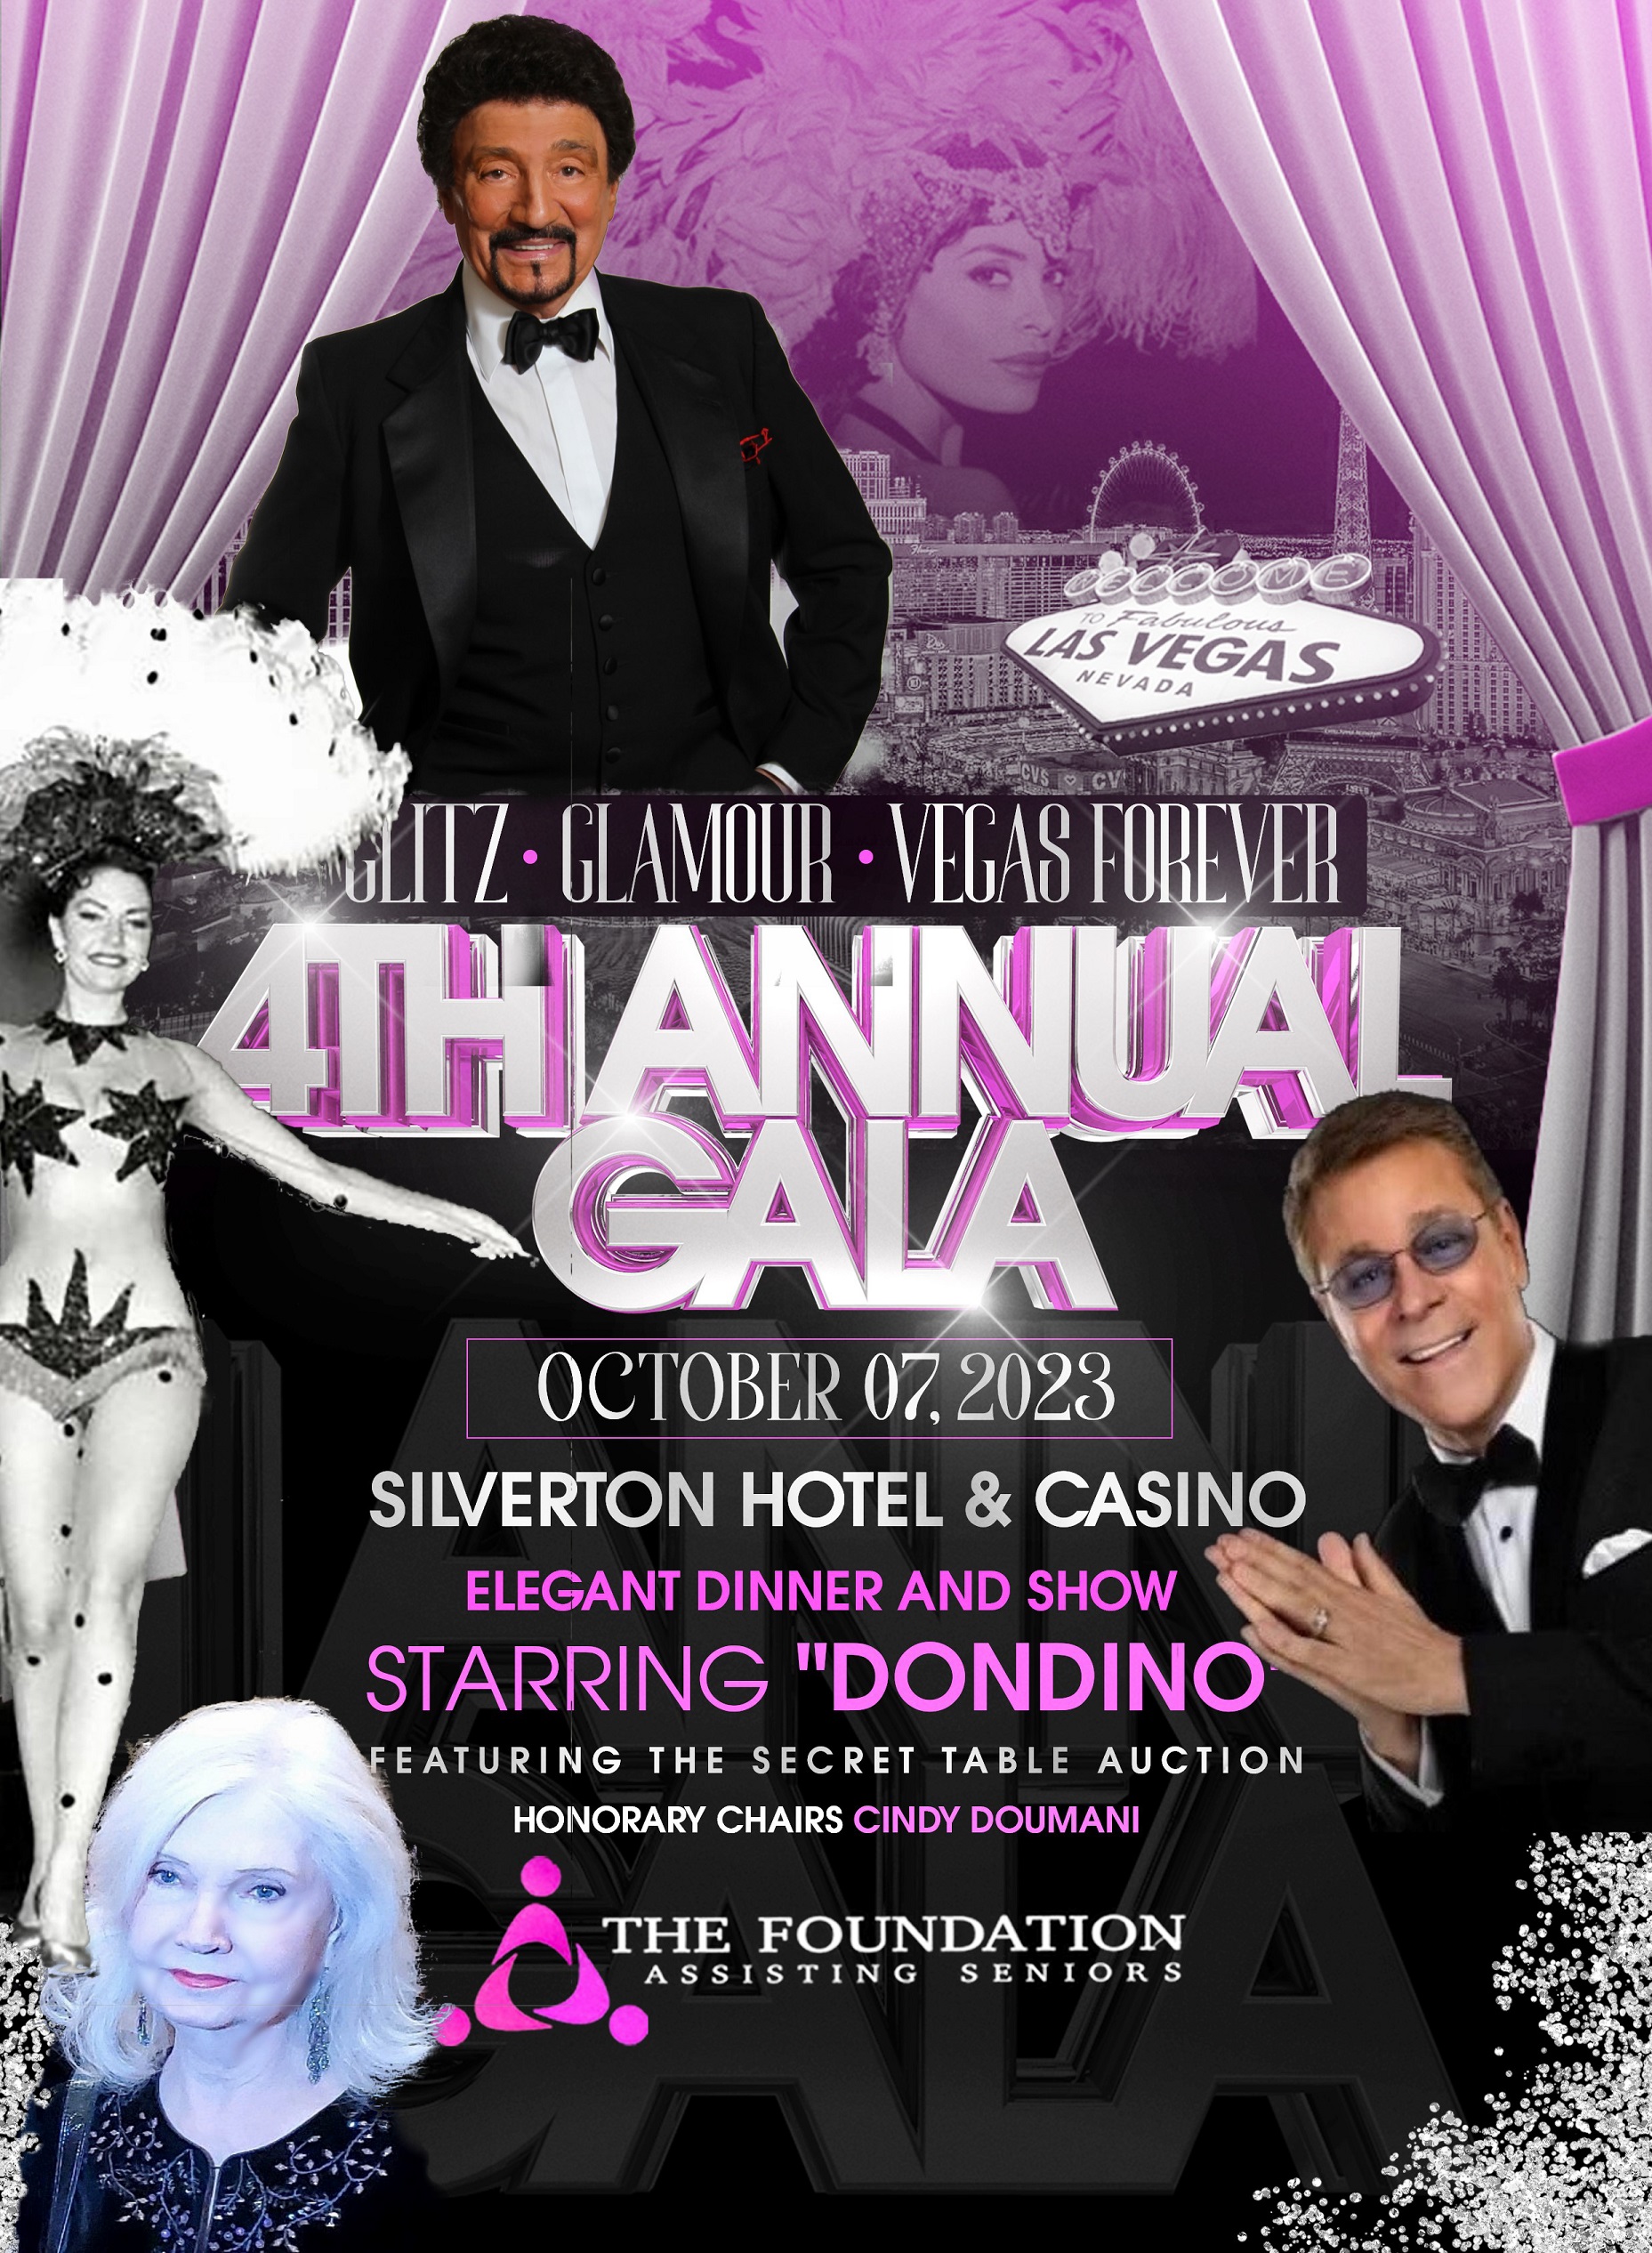 WELCOME
TO Fabulous
LAS VEGAS
NEVADA
CVS CV
GLITZ • GLAMOUR • VEGAS FOREVER
4TH ANNUAL
GALA
OCTOBER 07, 2023
SILVERTON HOTEL & CASINO
ELEGANT DINNER AND SHOW
STARRING "DONDINO"
FEATURING THE SECRET TABLE AUCTION
HONORARY CHAIRS CINDY DOUMANI
THE FOUNDATION
ASSISTING SENIORS